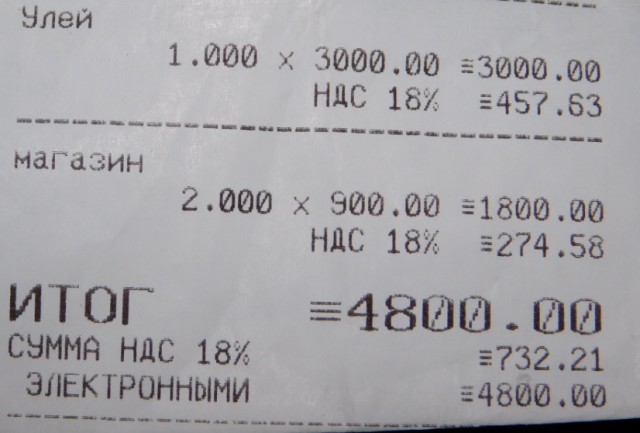 Улей
1.000 x 3000.00 =3000.00
НДС 18% =457.63
магазин
2.000 x 900.00 =1800.00
НДС 18% =274.58
ИТОГ =4800.00
СУММА НДС 18% =732.21
ЭЛЕКТРОННЫМИ =4800.00